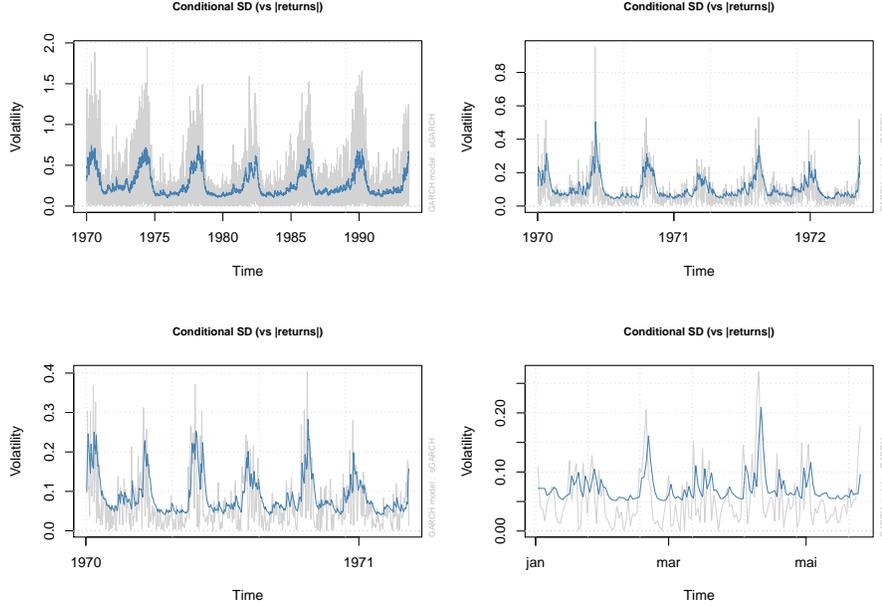 Conditional SD (vs |returns|)
Volatility
0.0 0.5 1.0 1.5 2.0
1970 1975 1980 1985 1990
Time
GARCH model : sGARCH
Conditional SD (vs |returns|)
Volatility
0.0 0.2 0.4 0.6 0.8
1970 1971 1972
Time
Conditional SD (vs |returns|)
Volatility
0.0 0.1 0.2 0.3 0.4
1970 1971
Time
GARCH model : sGARCH
Conditional SD (vs |returns|)
Volatility
0.00 0.10 0.20
jan mar mai
Time